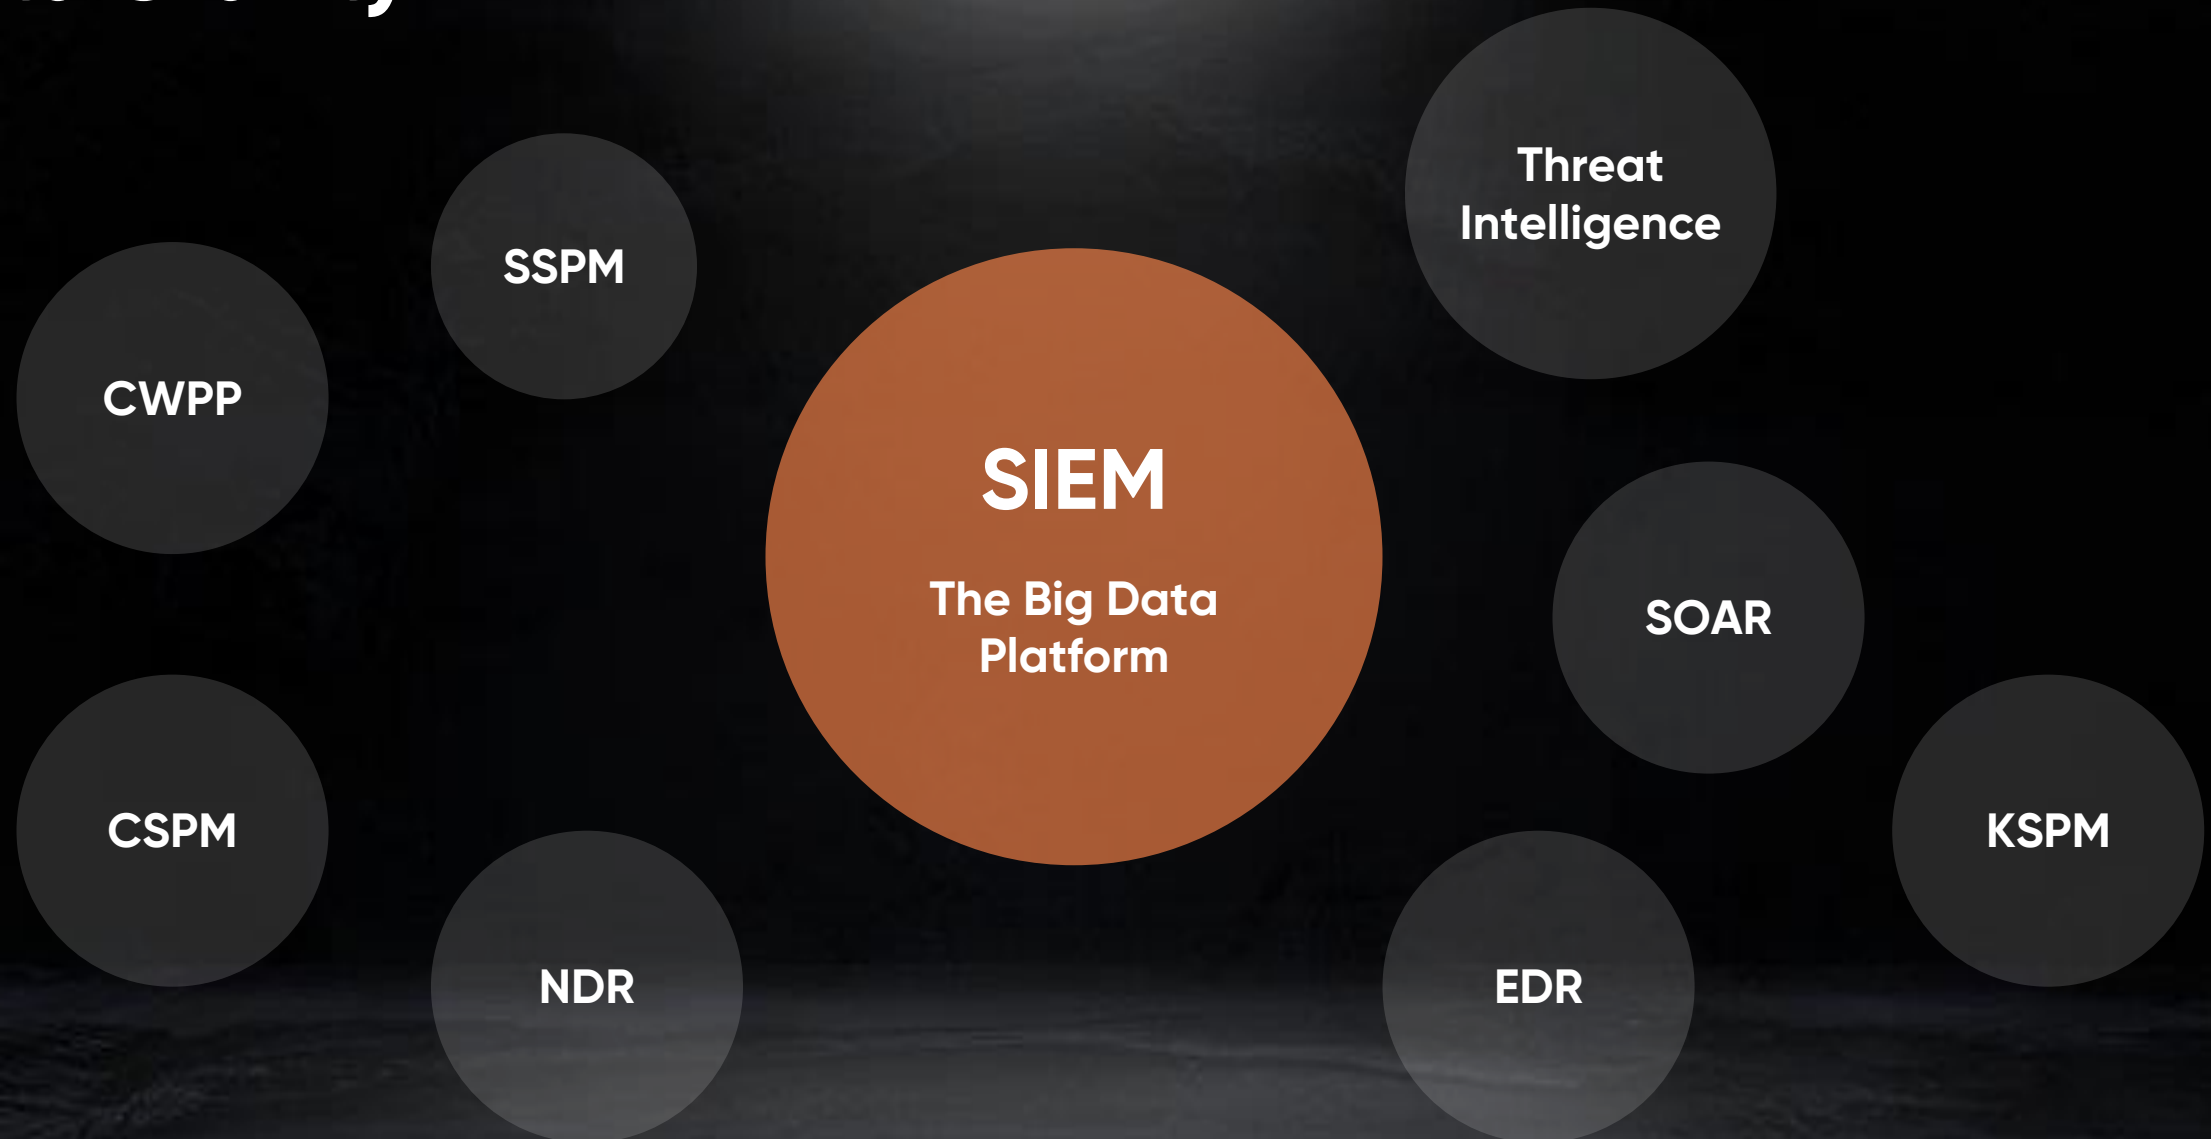 Threat
Intelligence
SSPM
CWPP
SIEM
The Big Data
Platform
SOAR
CSPM
KSPM
NDR
EDR